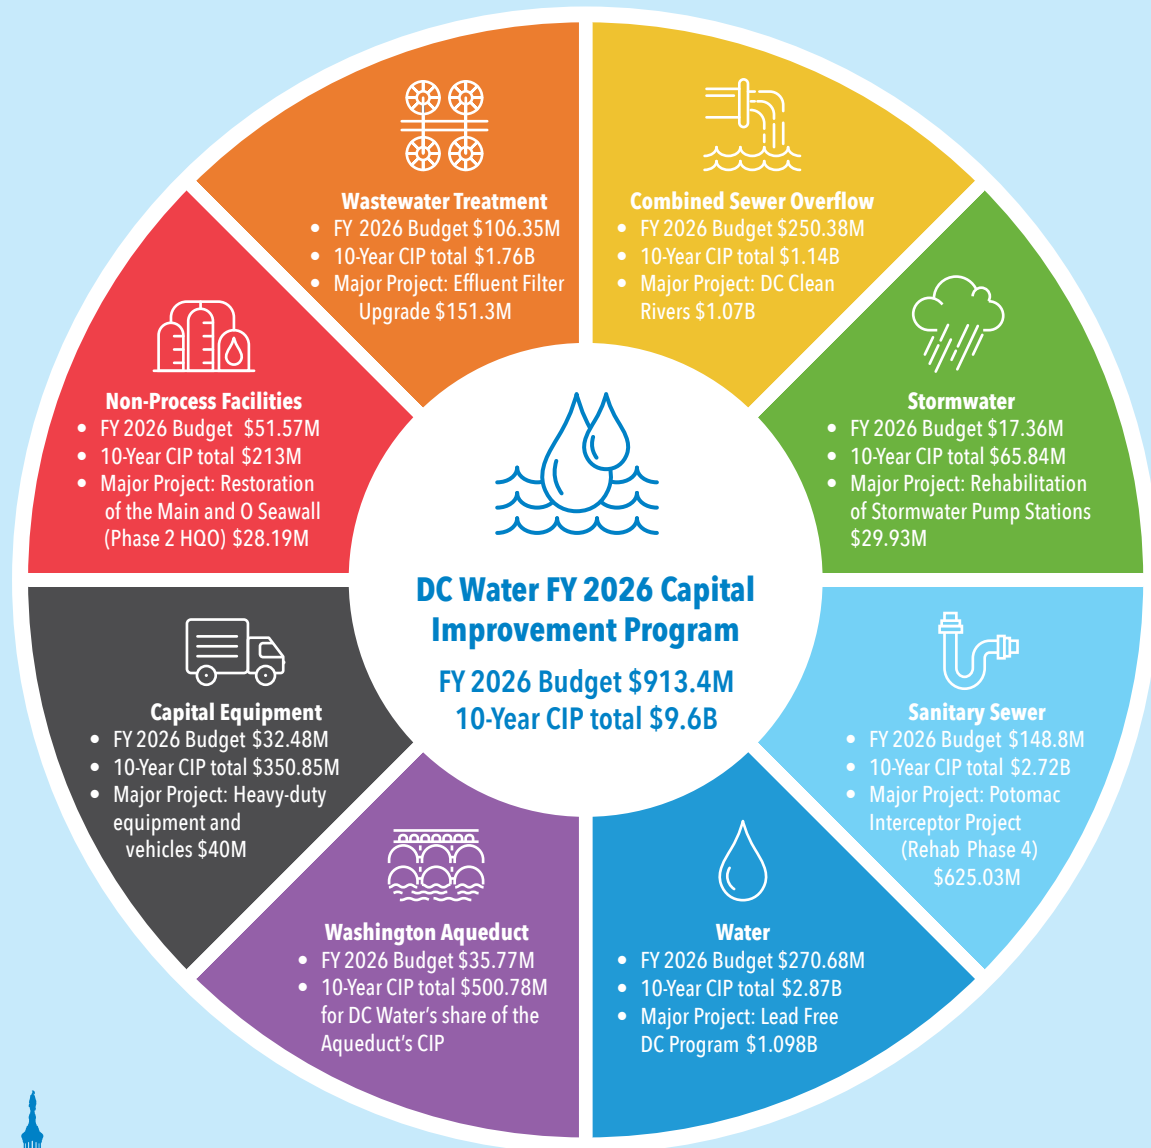 Wastewater Treatment
• FY 2026 Budget $106.35M
• 10-Year CIP total $1.76B
• Major Project: Effluent Filter
Upgrade $151.3M
Combined Sewer Overflow
• FY 2026 Budget $250.38M
• 10-Year CIP total $1.14B
• Major Project: DC Clean
Rivers $1.07B
Non-Process Facilities
• FY 2026 Budget $51.57M
• 10-Year CIP total $213M
• Major Project: Restoration
of the Main and O Seawall
(Phase 2 HQO) $28.19M
Stormwater
• FY 2026 Budget $17.36M
• 10-Year CIP total $65.84M
• Major Project: Rehabilitation
of Stormwater Pump Stations
$29.93M
DC Water FY 2026 Capital
Improvement Program
FY 2026 Budget $913.4M
10-Year CIP total $9.6B
Capital Equipment
• FY 2026 Budget $32.48M
• 10-Year CIP total $350.85M
• Major Project: Heavy-duty
equipment and
vehicles $40M
Sanitary Sewer
• FY 2026 Budget $148.8M
• 10-Year CIP total $2.72B
• Major Project: Potomac
Interceptor Project
(Rehab Phase 4)
$625.03M
Washington Aqueduct
• FY 2026 Budget $35.77M
• 10-Year CIP total $500.78M
for DC Water's share of the
Aqueduct's CIP
Water
• FY 2026 Budget $270.68M
• 10-Year CIP total $2.87B
• Major Project: Lead Free
DC Program $1.098B